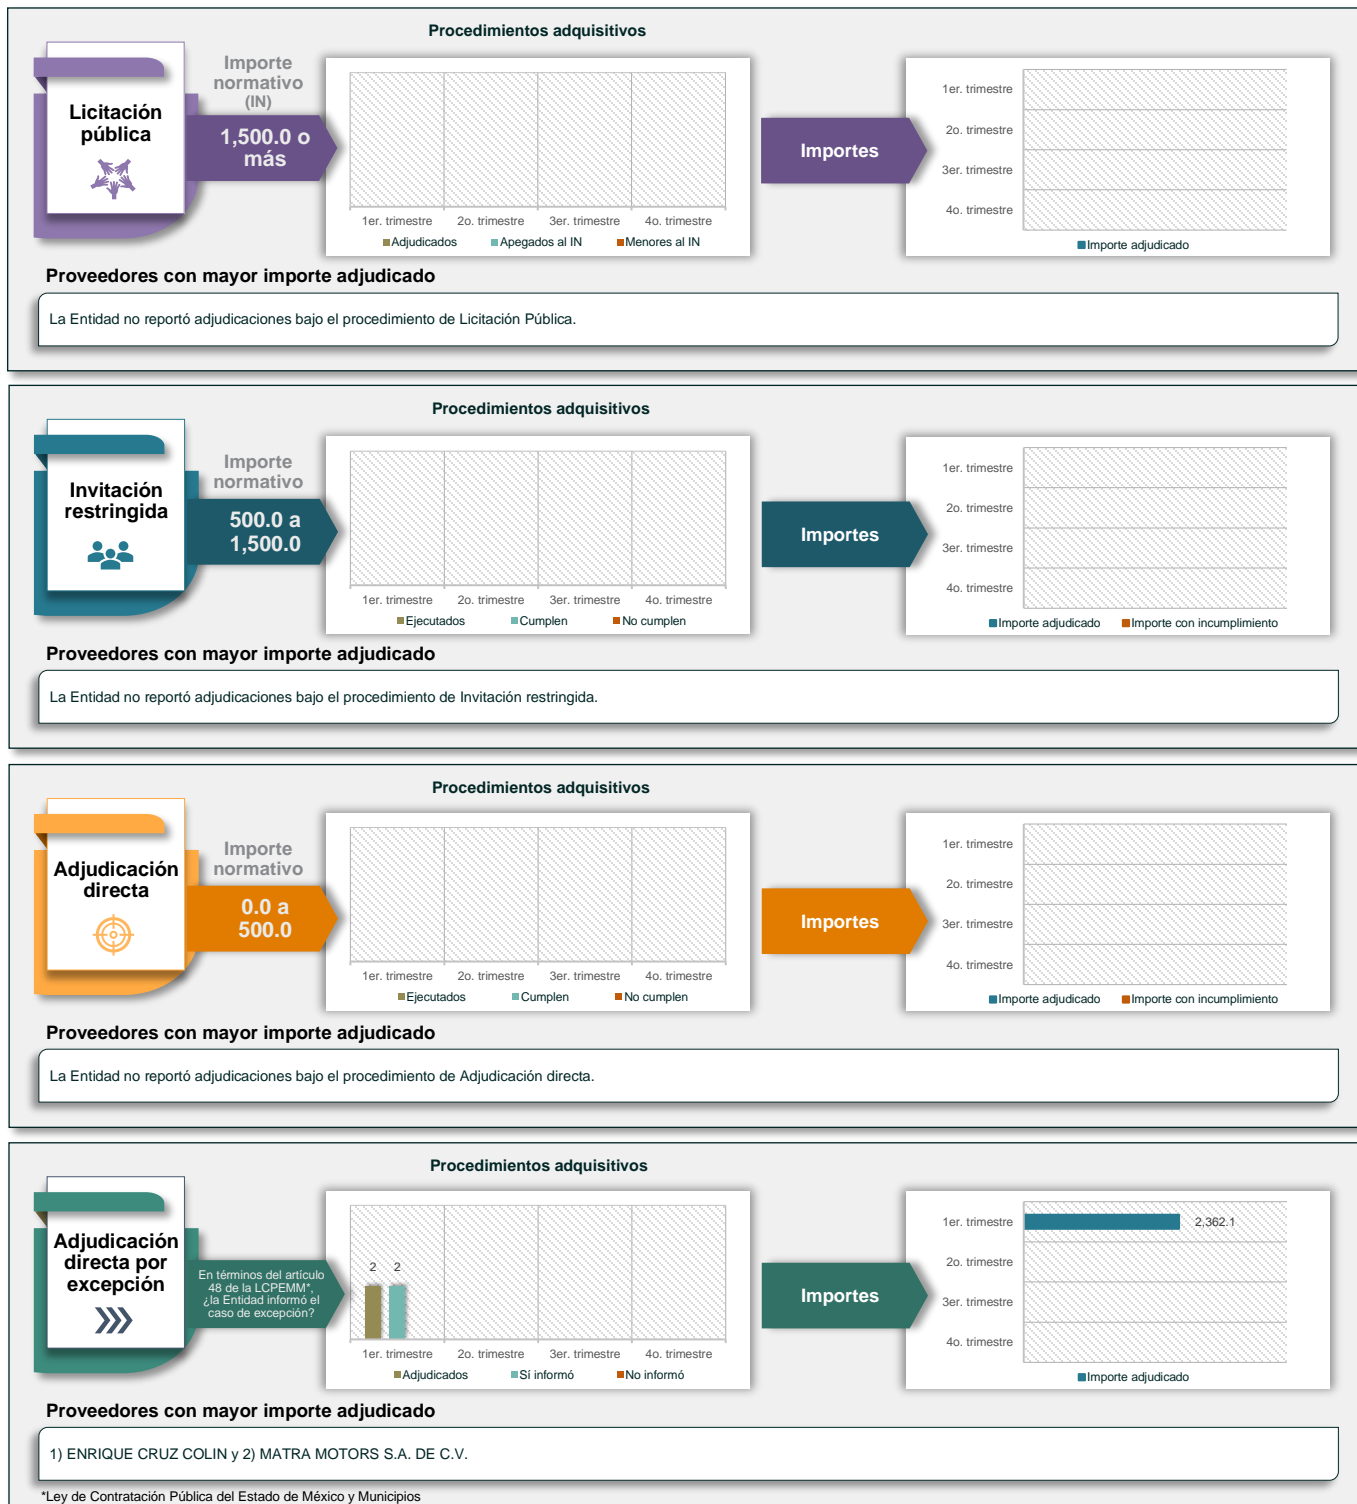 Procedimientos adquisitivos
Licitación
pública
Importe
normativo
(IN)
1,500.0 o
más
1er. trimestre
2o. trimestre
3er. trimestre
4o. trimestre
Adjudicados
Apegados al IN
Menores al IN
Importes
1er. trimestre
2o. trimestre
3er. trimestre
4o. trimestre
Importe adjudicado
Proveedores con mayor importe adjudicado
La Entidad no reportó adjudicaciones bajo el procedimiento de Licitación Pública.
Procedimientos adquisitivos
Invitación
restringida
Importe
normativo
500.0 a
1,500.0
1er. trimestre
2o. trimestre
3er. trimestre
4o. trimestre
Ejecutados
Cumplen
No cumplen
Importes
1er. trimestre
2o. trimestre
3er. trimestre
4o. trimestre
Importe adjudicado
Importe con incumplimiento
Proveedores con mayor importe adjudicado
La Entidad no reportó adjudicaciones bajo el procedimiento de Invitación restringida.
Procedimientos adquisitivos
Adjudicación
directa
Importe
normativo
0.0 a
500.0
1er. trimestre
2o. trimestre
3er. trimestre
4o. trimestre
Ejecutados
Cumplen
No cumplen
Importes
1er. trimestre
2o. trimestre
3er. trimestre
4o. trimestre
Importe adjudicado
Importe con incumplimiento
Proveedores con mayor importe adjudicado
La Entidad no reportó adjudicaciones bajo el procedimiento de Adjudicación directa.
Procedimientos adquisitivos
Adjudicación
directa por
excepción
En términos del artículo
48 de la LCPEMM*,
¿la Entidad informó el
caso de excepción?
2
2
1er. trimestre
2o. trimestre
3er. trimestre
4o. trimestre
Adjudicados
Sí informó
No informó
Importes
1er. trimestre
2,362.1
2o. trimestre
3er. trimestre
4o. trimestre
Importe adjudicado
Proveedores con mayor importe adjudicado
1) ENRIQUE CRUZ COLIN y 2) MATRA MOTORS S.A. DE C.V.
*Ley de Contratación Pública del Estado de México y Municipios